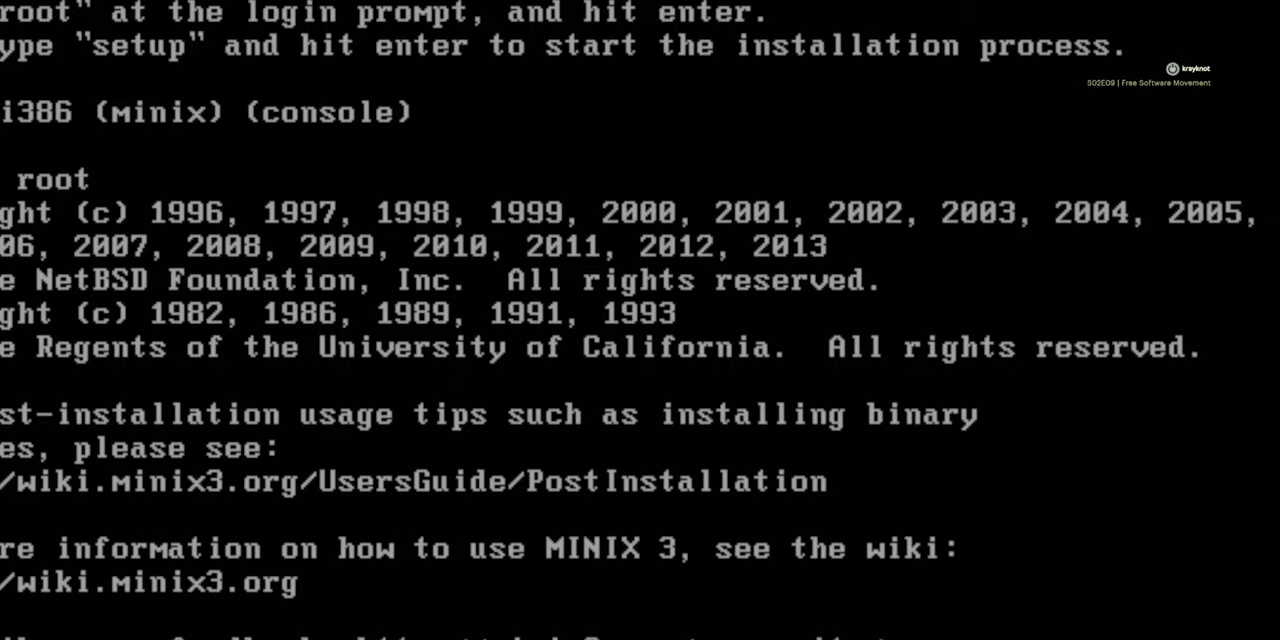 root" at the login prompt, and hit enter.
ype "setup" and hit enter to start the installation process.
krayknot
S02E09 | Free Software Movement
i386 (minix) (console)
root
ght (c) 1996, 1997, 1998, 1999, 2000, 2001, 2002, 2003, 2004, 2005,
06, 2007, 2008, 2009, 2010, 2011, 2012, 2013
e NetBSD Foundation, Inc.  All rights reserved.
ght (c) 1982, 1986, 1989, 1991, 1993
e Regents of the University of California.  All rights reserved.
st-installation usage tips such as installing binary
es, please see:
/wiki.minix3.org/UsersGuide/PostInstallation
re information on how to use MINIX 3, see the wiki:
/wiki.minix3.org